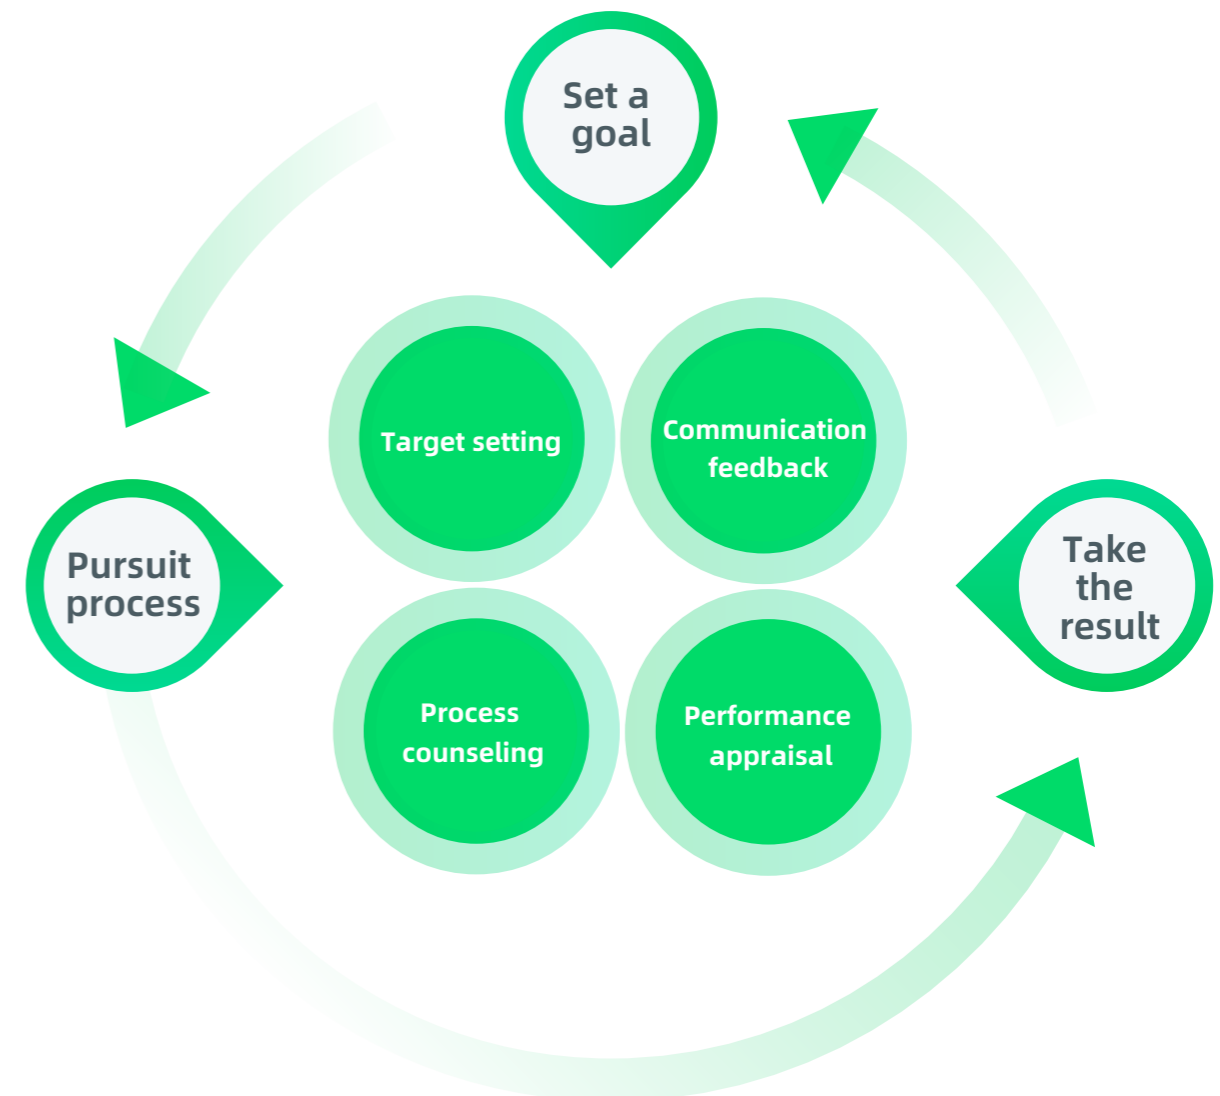 Set a
goal
Target setting
Communication
feedback
Pursuit
process
Take
the
result
Process
counseling
Performance
appraisal